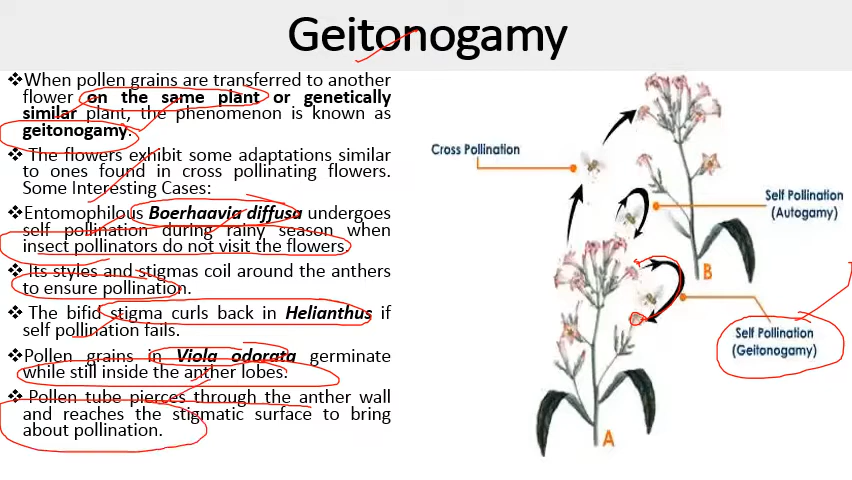 Geitonogamy
❖When pollen grains are transferred to another
flower on the same plant or genetically
similar plant, the phenomenon is known as
geitonogamy.
❖ The flowers exhibit some adaptations similar
to ones found in cross pollinating flowers.
Some Interesting Cases:
❖Entomophilous Boerhaavia diffusa undergoes
self pollination during rainy season when
insect pollinators do not visit the flowers.
❖Its styles and stigmas coil around the anthers
to ensure pollination.
❖ The bifid stigma curls back in Helianthus if
self pollination fails.
❖Pollen grains in Viola odorata germinate
while still inside the anther lobes.
❖ Pollen tube pierces through the anther wall
and reaches the stigmatic surface to bring
about pollination.
Cross Pollination
Self Pollination
(Autogamy)
B
Self Pollination
(Geitonogamy)
A